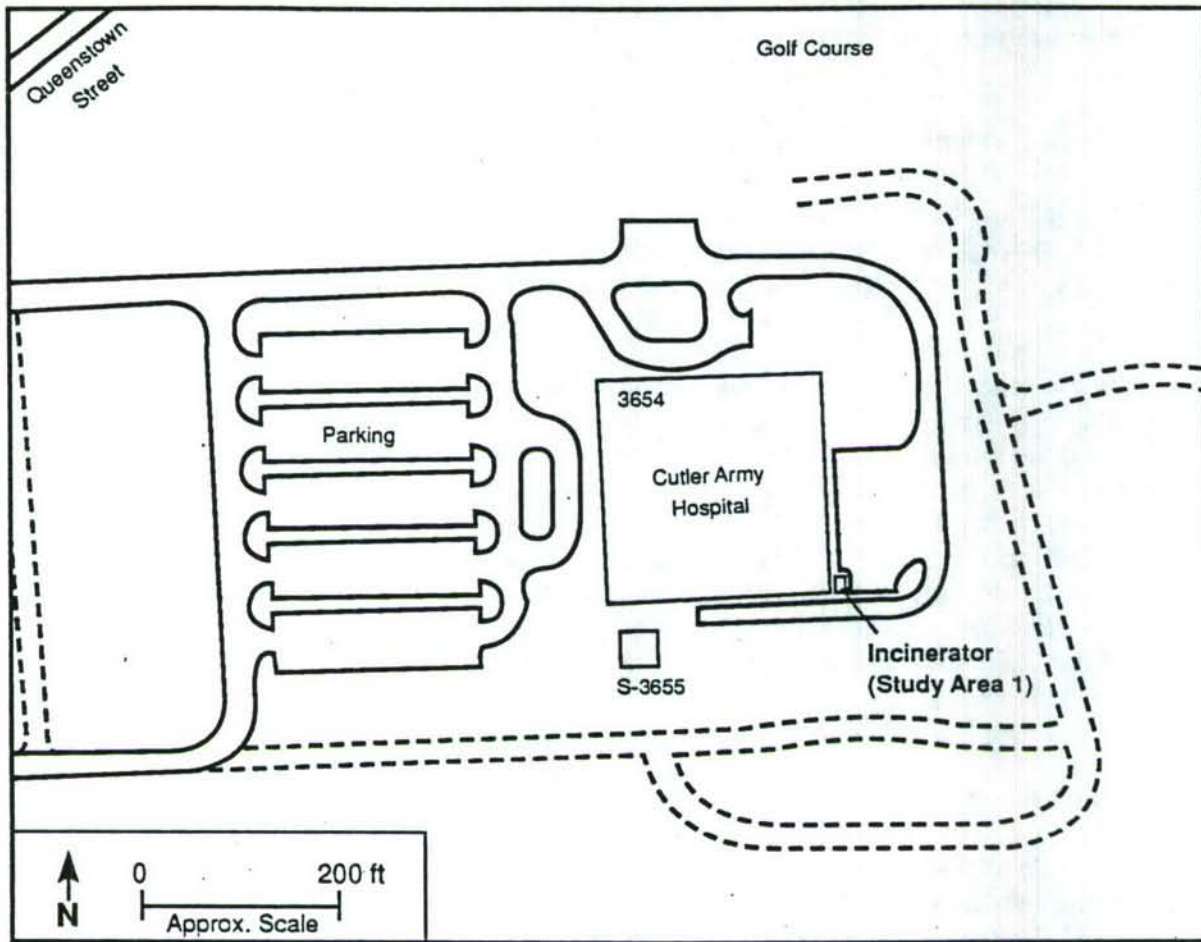 Queenstown
Street
Golf Course
3654
Parking
Cutler Army
Hospital
Incinerator
(Study Area 1)
S-3655
N
0 200 ft
Approx. Scale